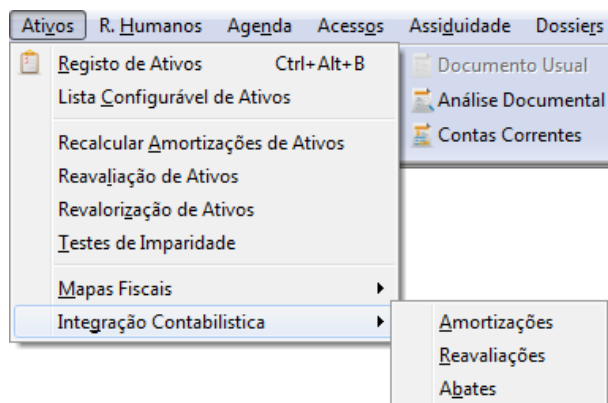 Ativos R. Humanos Agenda Acessos Assiduidade Dossiers
Registo de Ativos Ctrl+Alt+B
Lista Configurável de Ativos
Recalcular Amortizações de Ativos
Reavaliação de Ativos
Revalorização de Ativos
Testes de Imparidade
Mapas Fiscais
Integração Contabilistica
Documento Usual
Análise Documental
Contas Correntes
Amortizações
Reavaliações
Abates